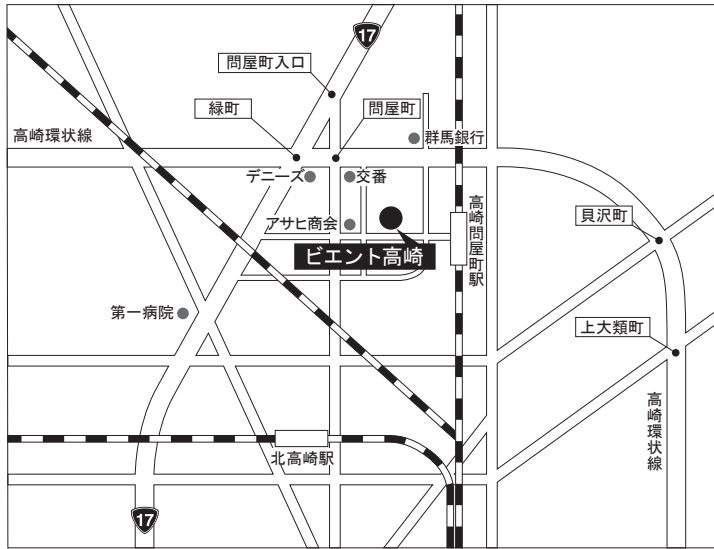 17
問屋町入口
緑町
問屋町
高崎環状線
群馬銀行
デニーズ
交番
アサヒ商会
高崎問屋町駅
貝沢町
ビエント高崎
第一病院
上大類町
高崎環状線
北高崎駅
17